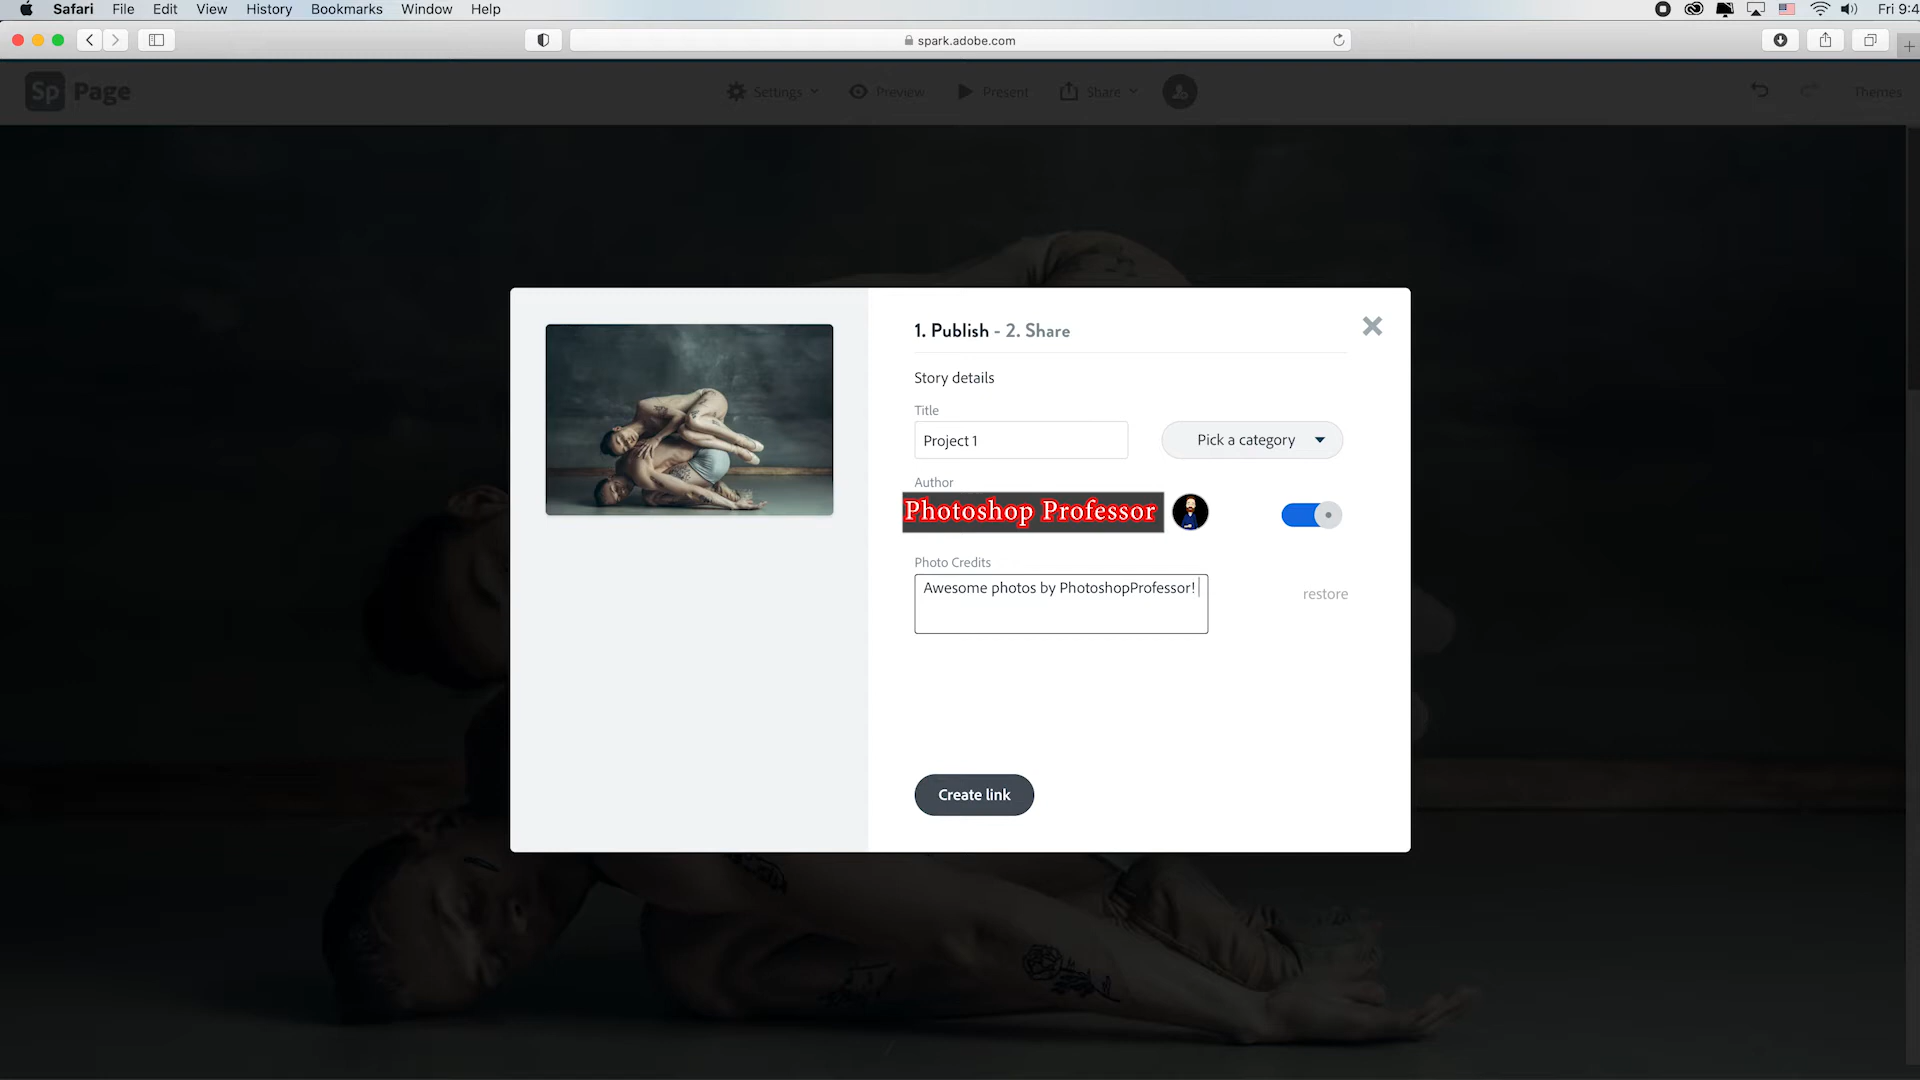 Safari File Edit View History Bookmarks Window Help Fri 9:4
spark.adobe.com
Sp Page Settings Preview Present Share Themes
1. Publish - 2. Share
Story details
Title
Project 1 Pick a category
Author
Photoshop Professor
Photo Credits
Awesome photos by PhotoshopProfessor!
restore
Create link